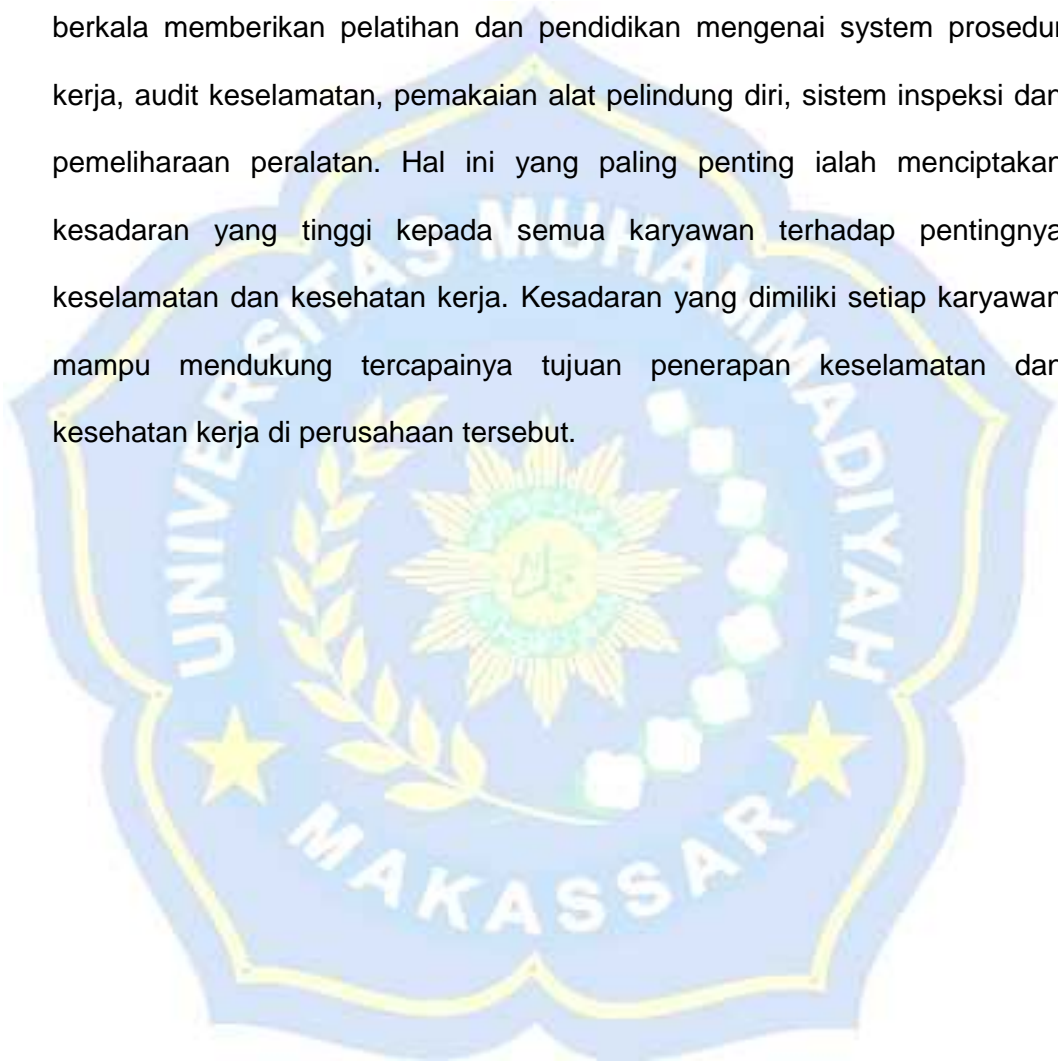 berkala memberikan pelatihan dan pendidikan mengenai system prosedur
kerja, audit keselamatan, pemakaian alat pelindung diri, sistem inspeksi dan
pemeliharaan peralatan. Hal ini yang paling penting ialah menciptakan
kesadaran yang tinggi kepada semua karyawan terhadap pentingnya
keselamatan dan kesehatan kerja. Kesadaran yang dimiliki setiap karyawan
mampu mendukung tercapainya tujuan penerapan keselamatan dan
kesehatan kerja di perusahaan tersebut.
UNIVERSITAS MUHAMMADIYAH
MAKASSAR